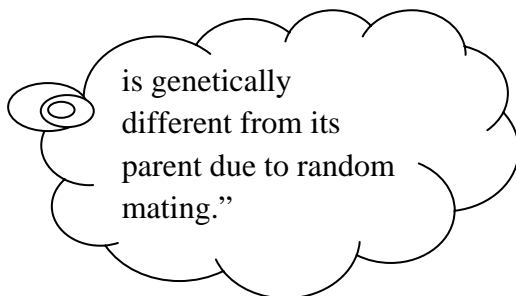 is genetically
different from its
parent due to random
mating.”